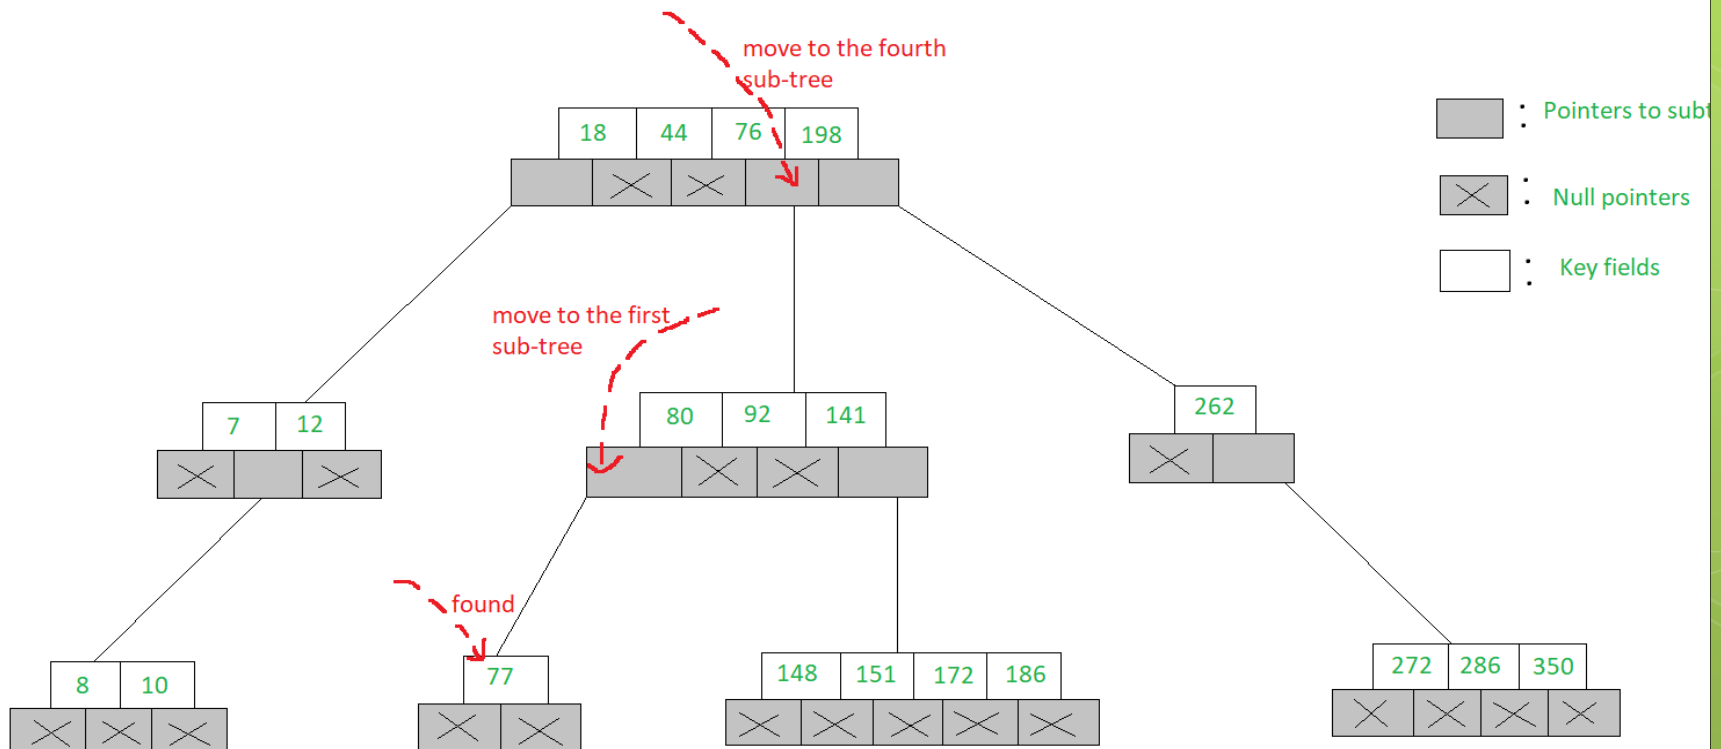 move to the fourth
sub-tree
18 44 76 198
: Pointers to subt
: Null pointers
: Key fields
move to the first
sub-tree
7 12
80 92 141
262
found
8 10
77
148 151 172 186
272 286 350